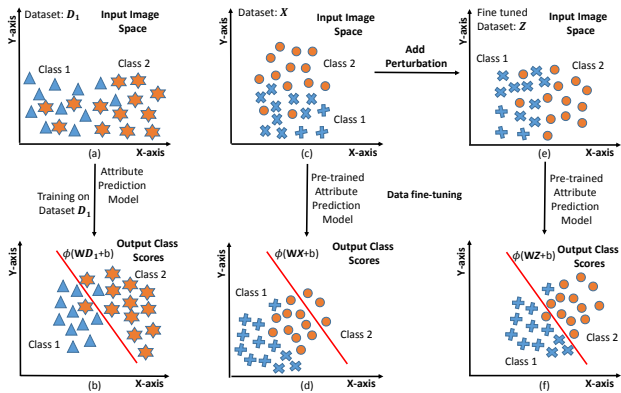 Dataset: D₁
Input Image
Space
Y-axis
Class 1
Class 2
X-axis
(a)
Dataset: X
Input Image
Space
Y-axis
Class 2
Class 1
X-axis
(c)
Add
Perturbation
Fine tuned
Dataset: Z
Input Image
Space
Y-axis
Class 1
Class 2
X-axis
(e)
Training on
Dataset D₁
Attribute
Prediction
Model
Pre-trained
Attribute
Prediction
Model
Data fine-tuning
Pre-trained
Attribute
Prediction
Model
Y-axis
ϕ(WD₁+b)
Output Class
Scores
Class 2
Class 1
X-axis
(b)
Y-axis
ϕ(WX+b)
Output Class
Scores
Class 1
Class 2
X-axis
(d)
Y-axis
Output Class
Scores
ϕ(WZ+b)
Class 2
Class 1
X-axis
(f)